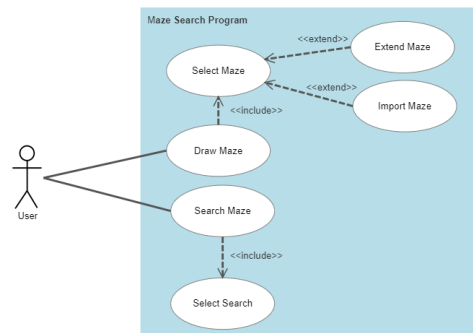 Maze Search Program
<<extend>>
Extend Maze
Select Maze
<<extend>>
Import Maze
<<include>>
Draw Maze
User
Search Maze
<<include>>
Select Search